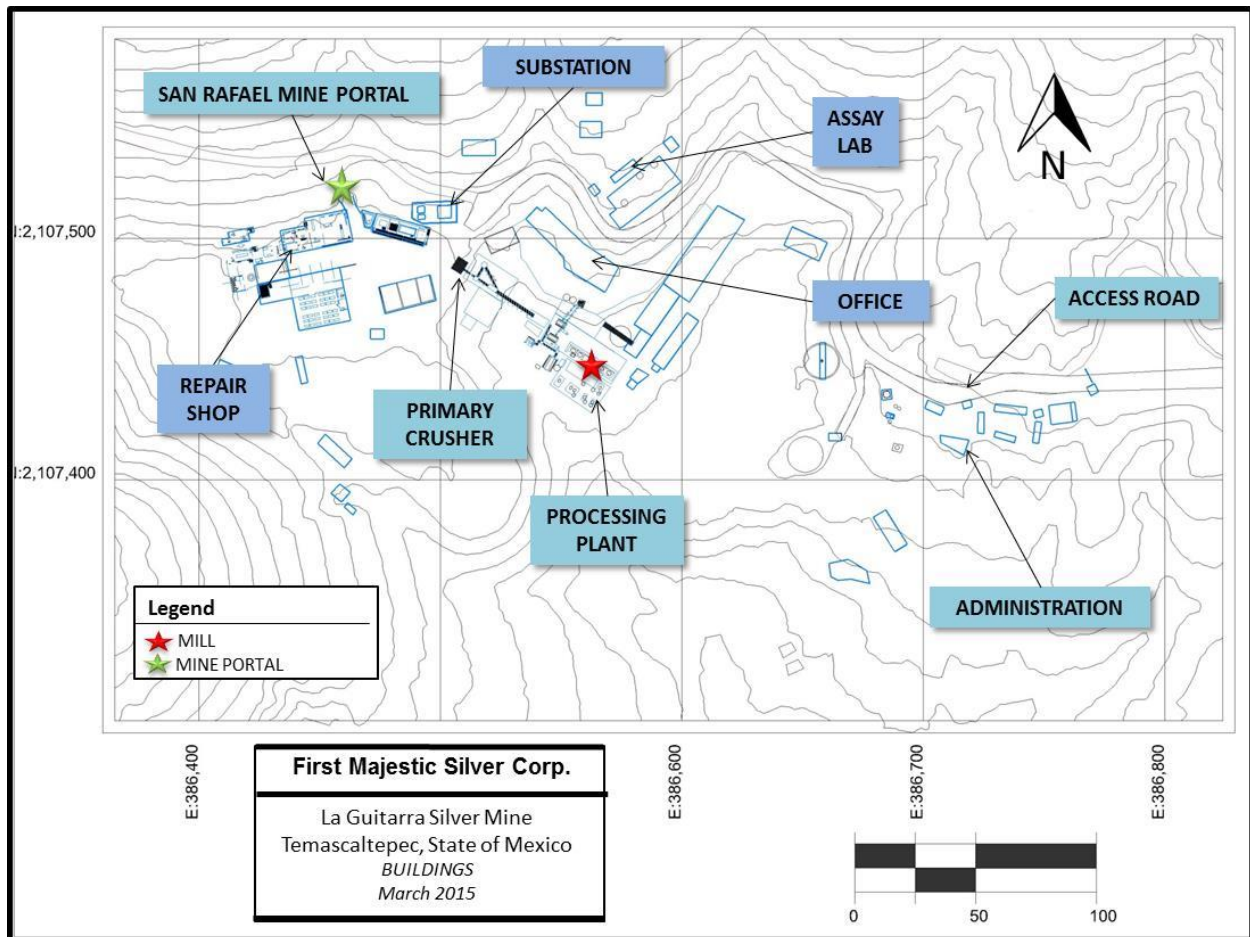 SUBSTATION
SAN RAFAEL MINE PORTAL
ASSAY
LAB
N
:2,107,500
OFFICE
ACCESS ROAD
REPAIR
SHOP
PRIMARY
CRUSHER
:2,107,400
PROCESSING
PLANT
ADMINISTRATION
Legend
MILL
MINE PORTAL
E:386,400
E:386,600
E:386,700
E:386,800
First Majestic Silver Corp.
La Guitarra Silver Mine
Temascaltepec, State of Mexico
BUILDINGS
March 2015
0 50 100